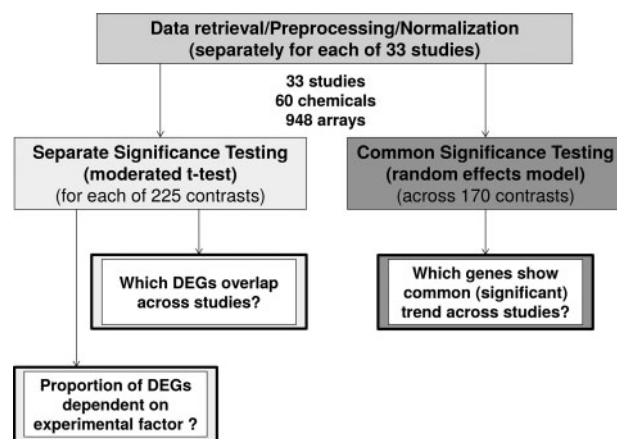 Data retrieval/Preprocessing/Normalization
(separately for each of 33 studies)
33 studies
60 chemicals
948 arrays
Separate Significance Testing
(moderated t-test)
(for each of 225 contrasts)
Common Significance Testing
(random effects model)
(across 170 contrasts)
Which DEGs overlap
across studies?
Which genes show
common (significant)
trend across studies?
Proportion of DEGs
dependent on
experimental factor ?